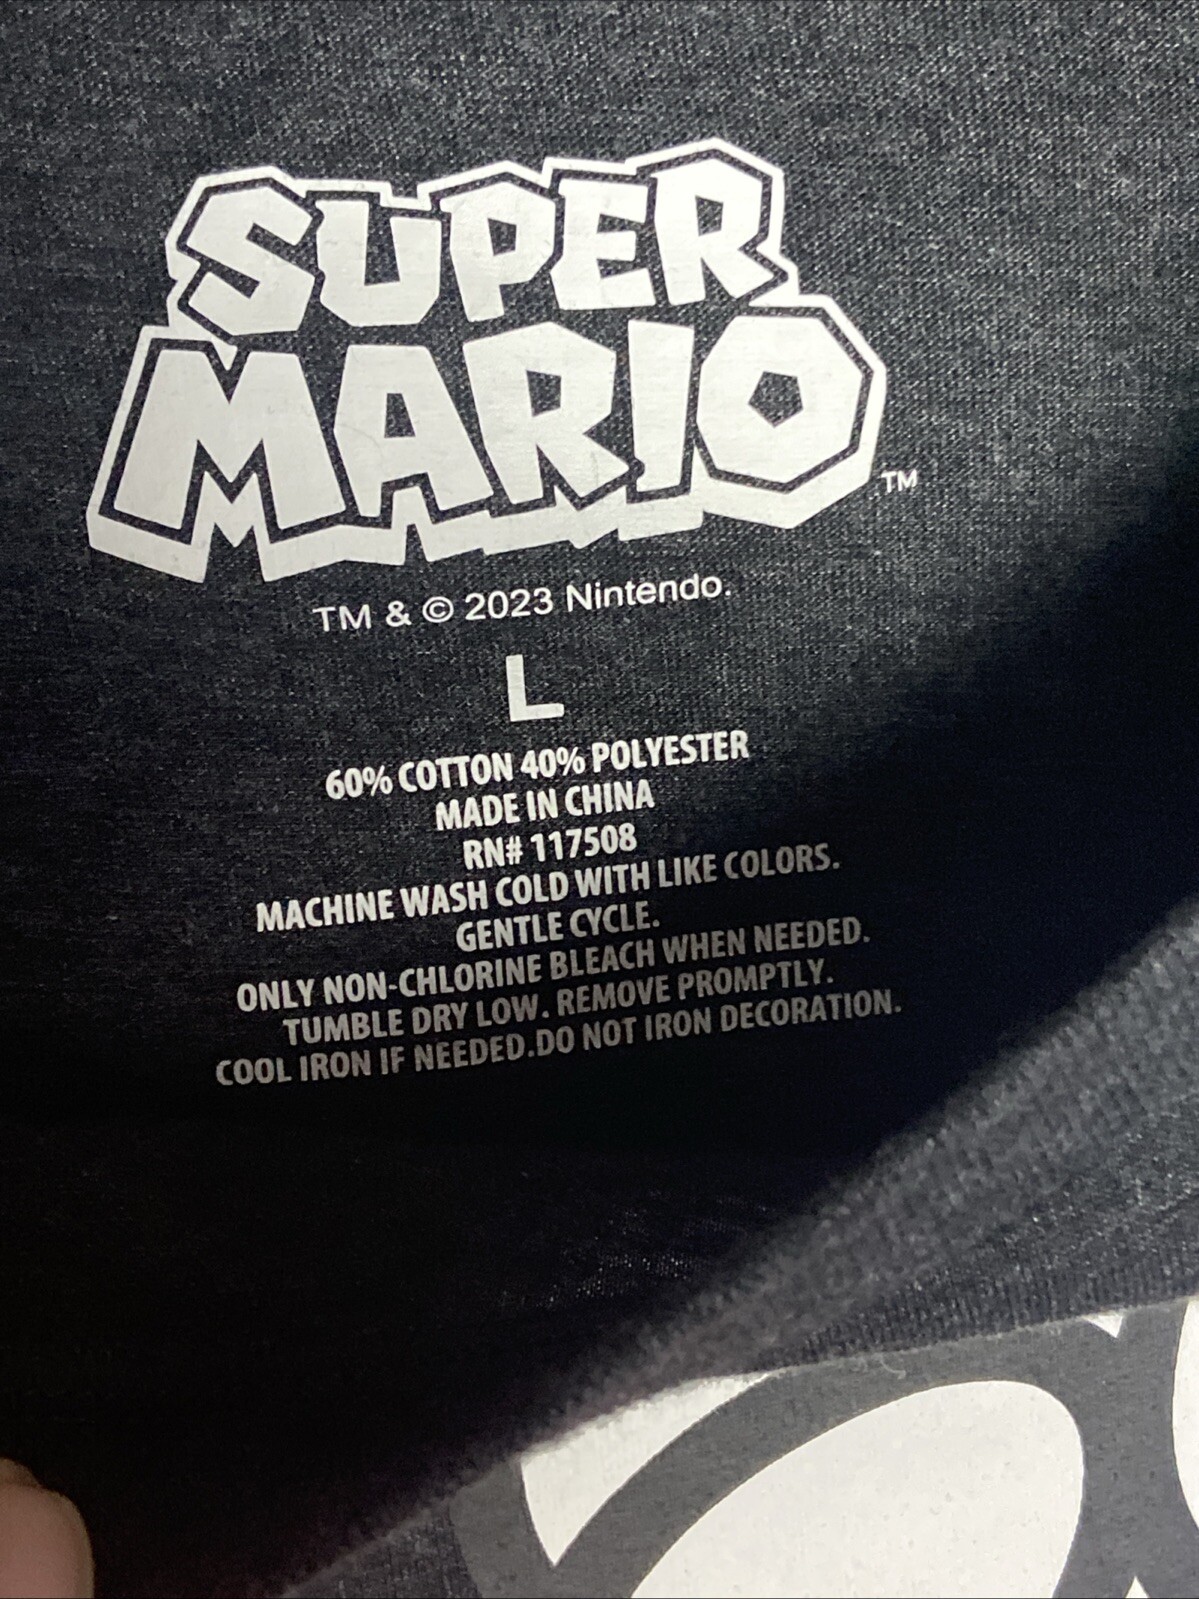 SUPER
MARIO™
TM & © 2023 Nintendo.
L
60% COTTON 40% POLYESTER
MADE IN CHINA
RN# 117508
MACHINE WASH COLD WITH LIKE COLORS.
GENTLE CYCLE.
ONLY NON-CHLORINE BLEACH WHEN NEEDED.
TUMBLE DRY LOW. REMOVE PROMPTLY.
COOL IRON IF NEEDED.DO NOT IRON DECORATION.